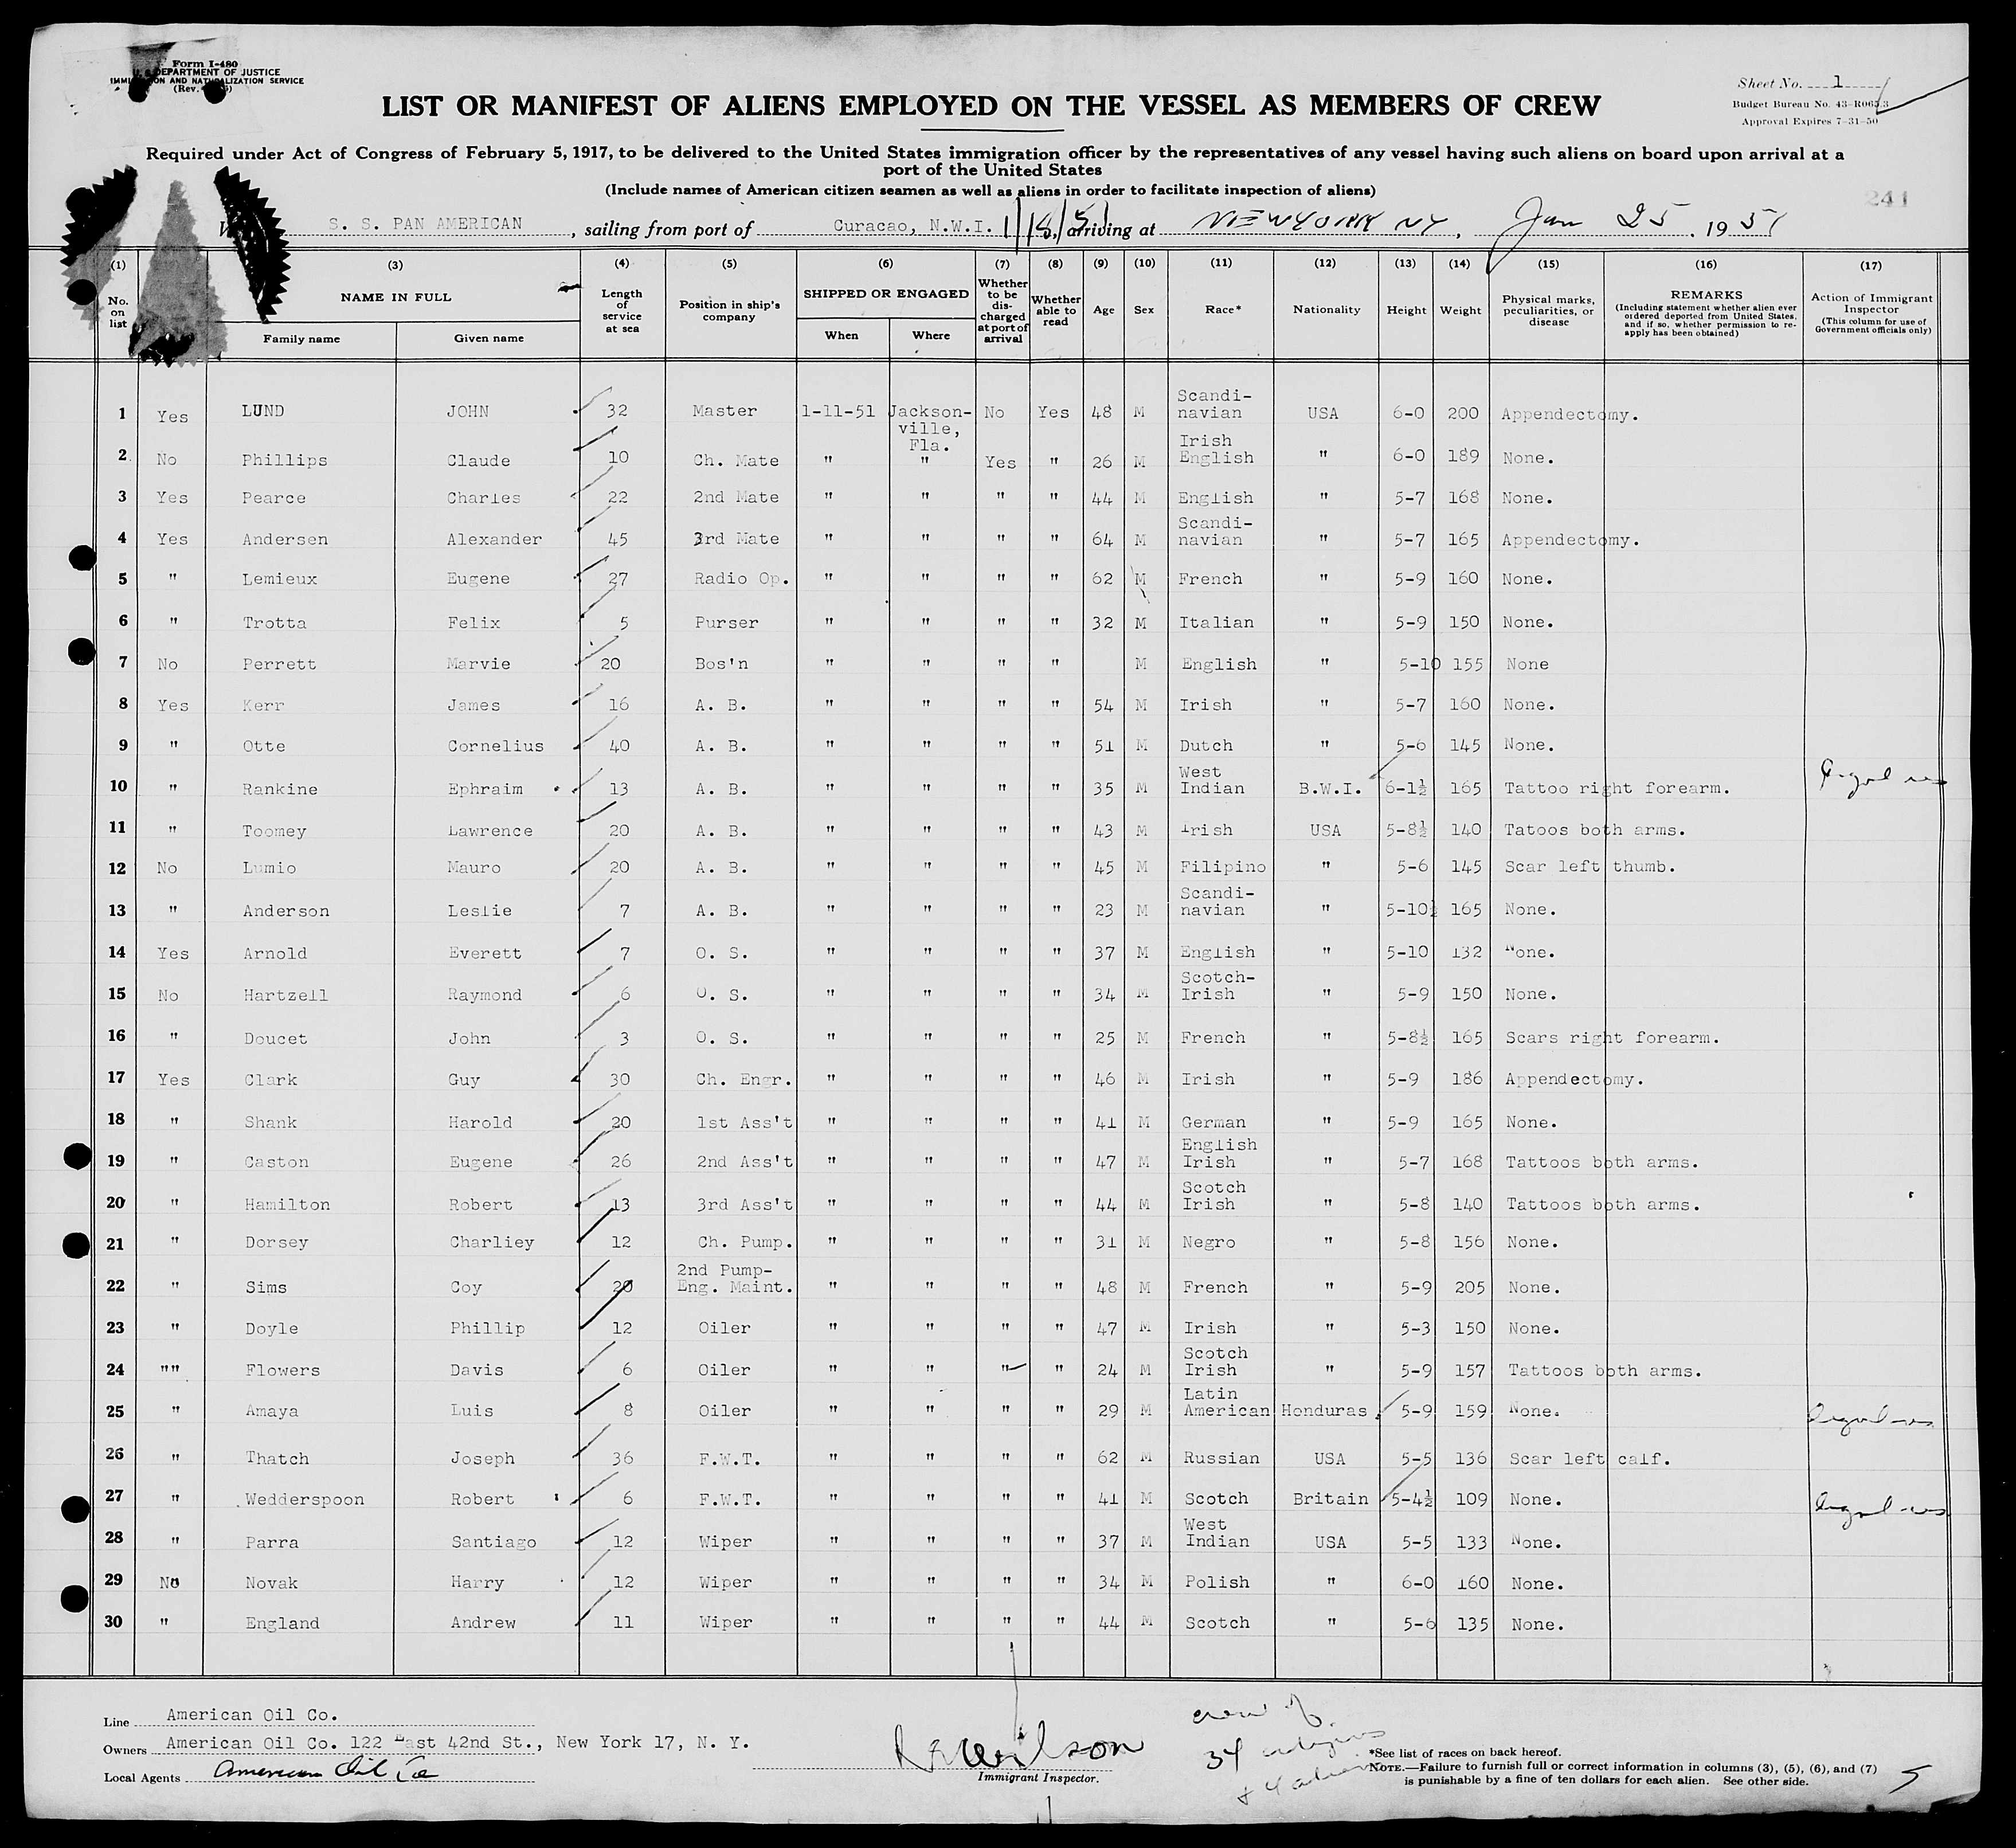 Form I-480
U. S. DEPARTMENT OF JUSTICE
IMMIGRATION AND NATURALIZATION SERVICE
(Rev.
Sheet No. 1
Budget Bureau No. 43-R065.3
Approval Expires 7-31-50
LIST OR MANIFEST OF ALIENS EMPLOYED ON THE VESSEL AS MEMBERS OF CREW
Required under Act of Congress of February 5, 1917, to be delivered to the United States immigration officer by the representatives of any vessel having such aliens on board upon arrival at a
port of the United States
(Include names of American citizen seamen as well as aliens in order to facilitate inspection of aliens)
241
S. S. PAN AMERICAN, sailing from port of Curacao, N.W.I. 1/18/51, arriving at NEW YORK NY, Jan 25, 1951
(1) (3) (4) (5) (6) (7) (8) (9) (10) (11) (12) (13) (14) (15) (16) (17)
No. on list NAME IN FULL Family name Given name Length of service at sea Position in ship's company SHIPPED OR ENGAGED When Where Whether to be discharged at port of arrival Whether able to read Age Sex Race* Nationality Height Weight Physical marks, peculiarities, or disease REMARKS (Including statement whether alien ever ordered deported from United States, and if so, whether permission to reapply has been obtained) Action of Immigrant Inspector (This column for use of Government officials only)
1 Yes LUND JOHN 32 Master 1-11-51 Jacksonville, Fla. No Yes 48 M Scandi-navian USA 6-0 200 Appendectomy.
2 No Phillips Claude 10 Ch. Mate " " Yes " 26 M Irish English " 6-0 189 None.
3 Yes Pearce Charles 22 2nd Mate " " " " 44 M English " 5-7 168 None.
4 Yes Andersen Alexander 45 3rd Mate " " " " 64 M Scandi-navian " 5-7 165 Appendectomy.
5 " Lemieux Eugene 27 Radio Op. " " " " 62 M French " 5-9 160 None.
6 " Trotta Felix 5 Purser " " " " 32 M Italian " 5-9 150 None.
7 No Perrett Marvie 20 Bos'n " " " " M English " 5-10 155 None
8 Yes Kerr James 16 A. B. " " " " 54 M Irish " 5-7 160 None.
9 " Otte Cornelius 40 A. B. " " " " 51 M Dutch " 5-6 145 None.
10 " Rankine Ephraim 13 A. B. " " " " 35 M West Indian B.W.I. 6-1½ 165 Tattoo right forearm.
11 " Toomey Lawrence 20 A. B. " " " " 43 M Irish USA 5-8½ 140 Tatoos both arms.
12 No Lumio Mauro 20 A. B. " " " " 45 M Filipino " 5-6 145 Scar left thumb.
13 " Anderson Leslie 7 A. B. " " " " 23 M Scandi-navian " 5-10½ 165 None.
14 Yes Arnold Everett 7 O. S. " " " " 37 M English " 5-10 132 None.
15 No Hartzell Raymond 6 O. S. " " " " 34 M Scotch-Irish " 5-9 150 None.
16 " Doucet John 3 O. S. " " " " 25 M French " 5-8½ 165 Scars right forearm.
17 Yes Clark Guy 30 Ch. Engr. " " " " 46 M Irish " 5-9 186 Appendectomy.
18 " Shank Harold 20 1st Ass't " " " " 41 M German " 5-9 165 None.
19 " Caston Eugene 26 2nd Ass't " " " " 47 M English Irish " 5-7 168 Tattoos both arms.
20 " Hamilton Robert 13 3rd Ass't " " " " 44 M Scotch Irish " 5-8 140 Tattoos both arms.
21 " Dorsey Charliey 12 Ch. Pump. " " " " 31 M Negro " 5-8 156 None.
22 " Sims Coy 20 2nd Pump-Eng. Maint. " " " " 48 M French " 5-9 205 None.
23 " Doyle Phillip 12 Oiler " " " " 47 M Irish " 5-3 150 None.
24 "" Flowers Davis 6 Oiler " " " " 24 M Scotch Irish " 5-9 157 Tattoos both arms.
25 " Amaya Luis 8 Oiler " " " " 29 M Latin American Honduras 5-9 159 None.
26 " Thatch Joseph 36 F.W.T. " " " " 62 M Russian USA 5-5 136 Scar left calf.
27 " Wedderspoon Robert 6 F.W.T. " " " " 41 M Scotch Britain 5-4½ 109 None.
28 " Parra Santiago 12 Wiper " " " " 37 M West Indian USA 5-5 133 None.
29 No Novak Harry 12 Wiper " " " " 34 M Polish " 6-0 160 None.
30 " England Andrew 11 Wiper " " " " 44 M Scotch " 5-6 135 None.
Line American Oil Co.
Owners American Oil Co. 122 East 42nd St., New York 17, N. Y.
Local Agents American Oil Co
Wilson
Immigrant Inspector.
crew of
34
+ 4 aliens
*See list of races on back hereof.
NOTE.—Failure to furnish full or correct information in columns (3), (5), (6), and (7)
is punishable by a fine of ten dollars for each alien. See other side.
5